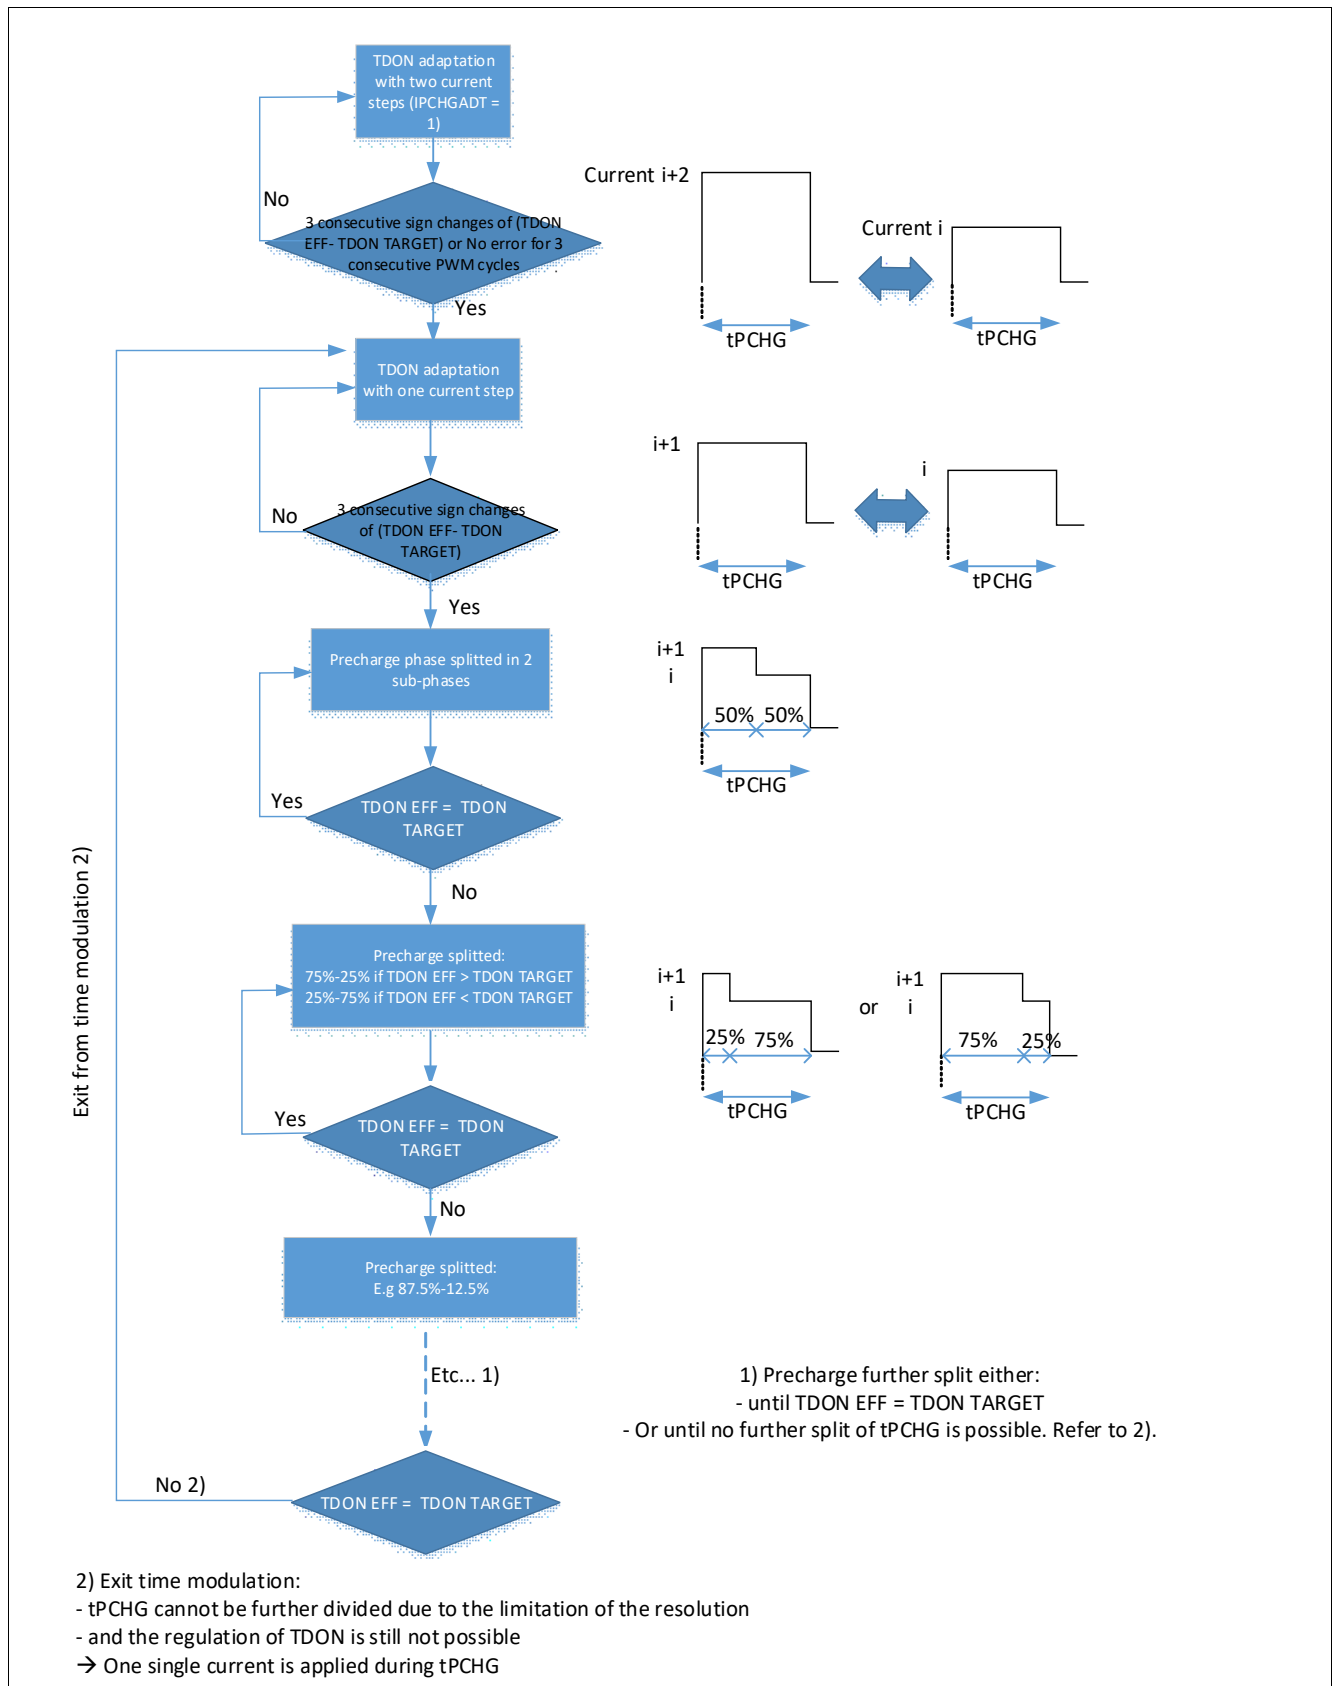 TDON adaptation
with two current
steps (IPCHGADT =
1)
No
3 consecutive sign changes of (TDON
EFF- TDON TARGET) or No error for 3
consecutive PWM cycles
Yes
Current i+2
tPCHG
Current i
tPCHG
TDON adaptation
with one current step
No
3 consecutive sign changes
of (TDON EFF- TDON
TARGET)
Yes
i+1
tPCHG
i
tPCHG
Precharge phase splitted in 2
sub-phases
Yes
TDON EFF = TDON
TARGET
No
i+1
i
50% 50%
tPCHG
Exit from time modulation 2)
Precharge splitted:
75%-25% if TDON EFF > TDON TARGET
25%-75% if TDON EFF < TDON TARGET
Yes
TDON EFF = TDON
TARGET
No
i+1
i
25% 75%
tPCHG
or
i+1
i
75% 25%
tPCHG
Precharge splitted:
E.g 87.5%-12.5%
Etc... 1)
1) Precharge further split either:
- until TDON EFF = TDON TARGET
- Or until no further split of tPCHG is possible. Refer to 2).
No 2)
TDON EFF = TDON TARGET
2) Exit time modulation:
- tPCHG cannot be further divided due to the limitation of the resolution
- and the regulation of TDON is still not possible
→ One single current is applied during tPCHG